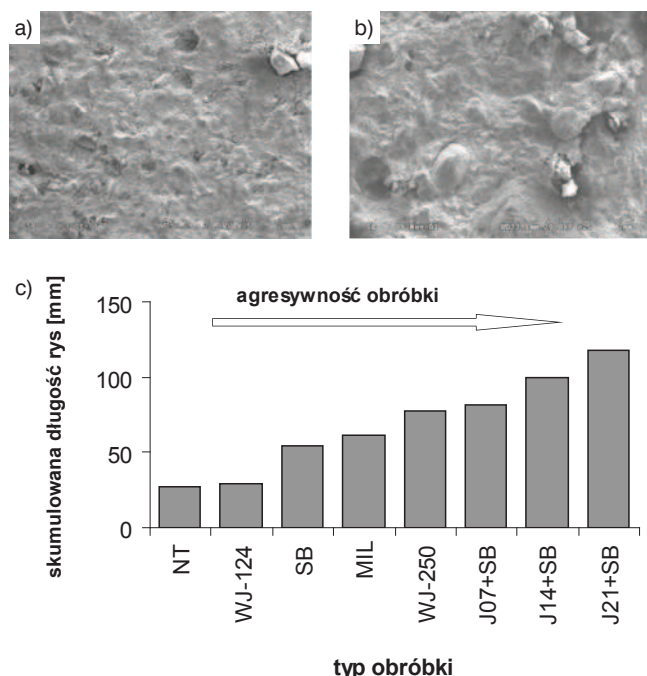 a)
b)
c)
agresywność obróbki
skumulowana długość rys [mm]
150
100
50
0
NT
WJ-124
SB
MIL
WJ-250
J07+SB
J14+SB
J21+SB
typ obróbki